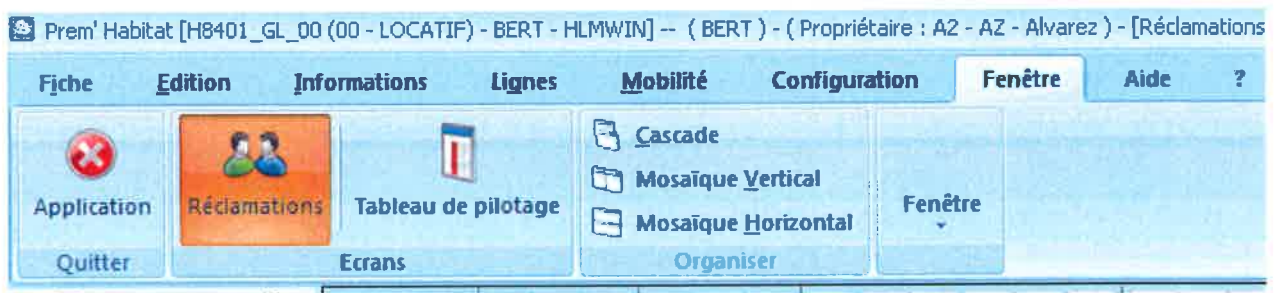 Prem' Habitat [H8401_GL_00 (00 - LOCATIF) - BERT - HLMWIN] -- ( BERT ) - ( Propriétaire : A2 - AZ - Alvarez ) - [Réclamations
Fiche Edition Informations Lignes Mobilité Configuration Fenêtre Aide ?
Application Réclamations Tableau de pilotage
Cascade
Mosaïque Vertical
Mosaïque Horizontal
Fenêtre
Quitter Ecrans Organiser